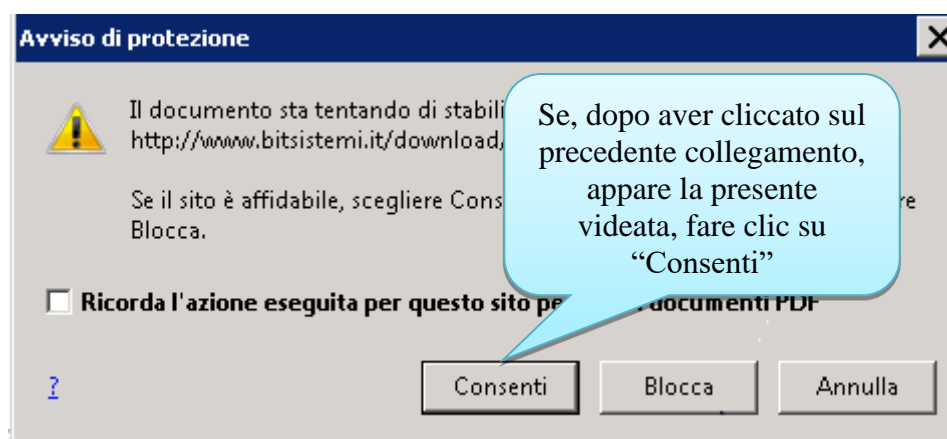 Avviso di protezione
Il documento sta tentando di stabili
http://www.bitsistemi.it/download/
Se il sito è affidabile, scegliere Cons
re
Blocca.
Se, dopo aver cliccato sul
precedente collegamento,
appare la presente
videata, fare clic su
“Consenti”
Ricorda l'azione eseguita per questo sito pe
documenti PDF
?
Consenti
Blocca
Annulla